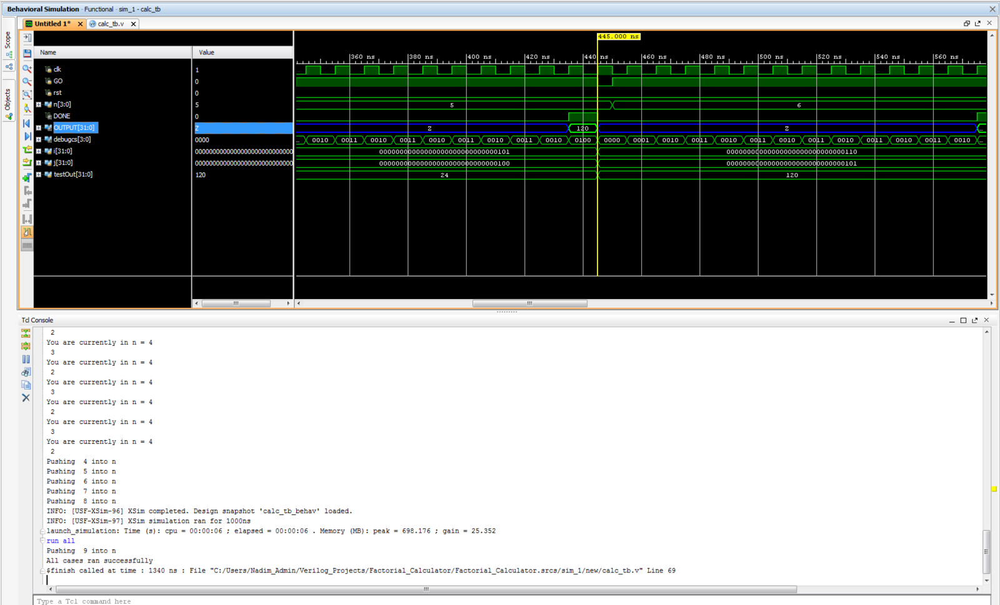 Behavioral Simulation - Functional - sim_1 - calc_tb
Untitled 1* calc_tb.v
Scope
Objects
445.000 ns
Name Value
360 ns 380 ns 400 ns 420 ns 440 ns 460 ns 480 ns 500 ns 520 ns 540 ns 560 ns
clk 1
GO 0
rst 0
n[3:0] 5 5 6
DONE 0
OUTPUT[31:0] Z Z 120 Z ...
debugcs[3:0] 0000 ... 0010 0011 0010 0011 0010 0011 0010 0011 0010 0100 0000 0001 0011 0010 0011 0010 0011 0010 0011 0010 0011 0010 0011 0010 ...
i[31:0] 00000000000000000000000000000101 00000000000000000000000000000110
j[31:0] 00000000000000000000000000000100 00000000000000000000000000000101
testOut[31:0] 120 24 120
Tcl Console
2
You are currently in n = 4
3
You are currently in n = 4
2
You are currently in n = 4
3
You are currently in n = 4
2
You are currently in n = 4
3
You are currently in n = 4
2
Pushing  4 into n
Pushing  5 into n
Pushing  6 into n
Pushing  7 into n
Pushing  8 into n
INFO: [USF-XSim-96] XSim completed. Design snapshot 'calc_tb_behav' loaded.
INFO: [USF-XSim-97] XSim simulation ran for 1000ns
launch_simulation: Time (s): cpu = 00:00:06 ; elapsed = 00:00:06 . Memory (MB): peak = 698.176 ; gain = 25.352
run all
Pushing  9 into n
All cases ran successfully
$finish called at time : 1340 ns : File "C:/Users/Nadim_Admin/Verilog_Projects/Factorial_Calculator/Factorial_Calculator.srcs/sim_1/new/calc_tb.v" Line 69
Type a Tcl command here